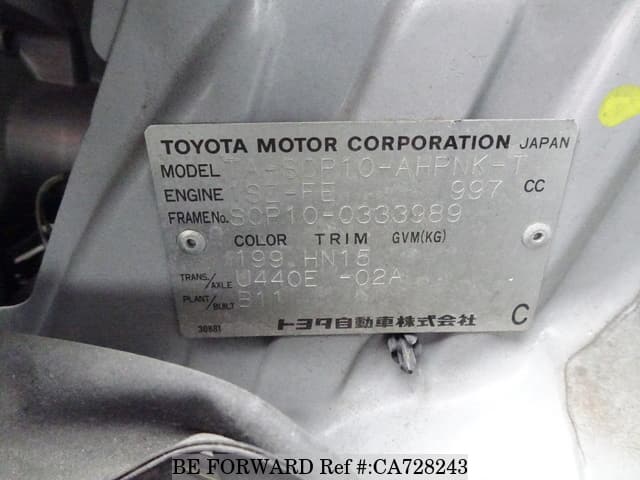 TOYOTA MOTOR CORPORATION JAPAN
MODEL TA-SCP10-AHPNK-T
ENGINE 1SZ-FE 997 CC
FRAME No. SCP10-0333989
COLOR TRIM GVM(KG)
199 HN15
TRANS./AXLE U440E -02A
PLANT/BUILT B11
30881
トヨタ自動車株式会社 C
BE FORWARD Ref #:CA728243